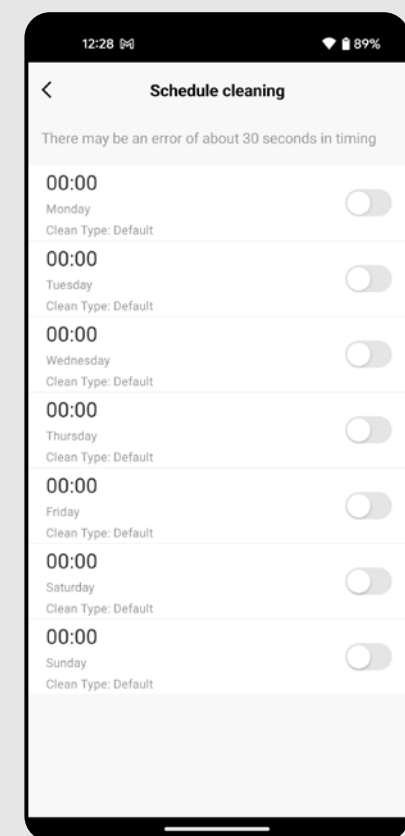 12:28 89%
Schedule cleaning
There may be an error of about 30 seconds in timing
00:00
Monday
Clean Type: Default
00:00
Tuesday
Clean Type: Default
00:00
Wednesday
Clean Type: Default
00:00
Thursday
Clean Type: Default
00:00
Friday
Clean Type: Default
00:00
Saturday
Clean Type: Default
00:00
Sunday
Clean Type: Default